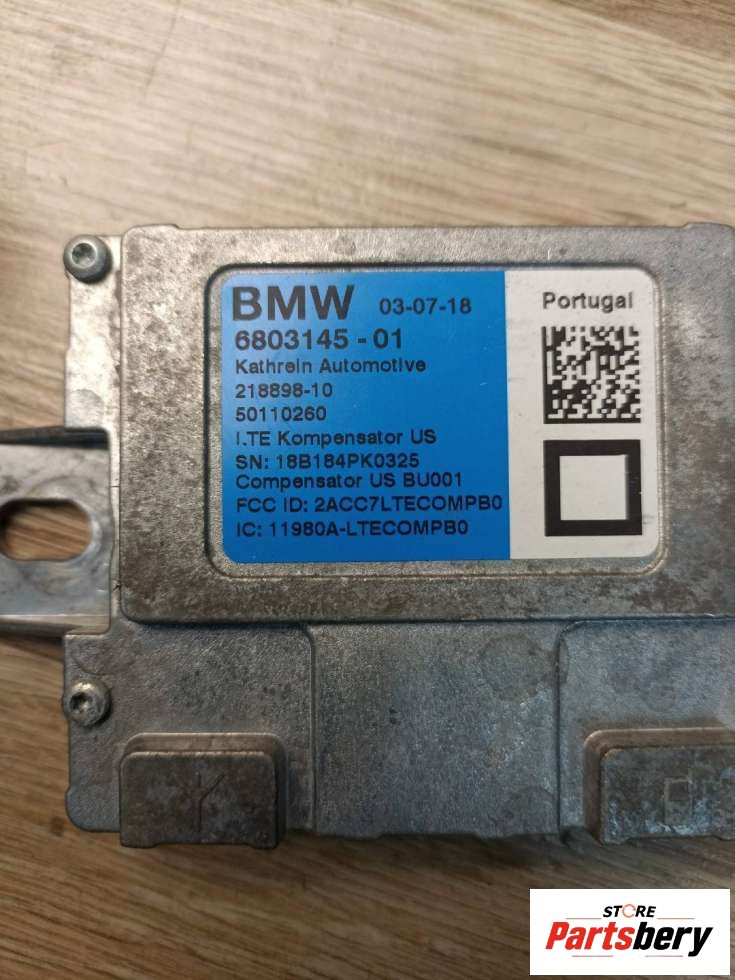 BMW 03-07-18
Portugal
6803145 - 01
Kathrein Automotive
218898-10
50110260
LTE Kompensator US
SN: 18B184PK0325
Compensator US BU001
FCC ID: 2ACC7LTECOMPB0
IC: 11980A-LTECOMPB0
STORE
Partsbery